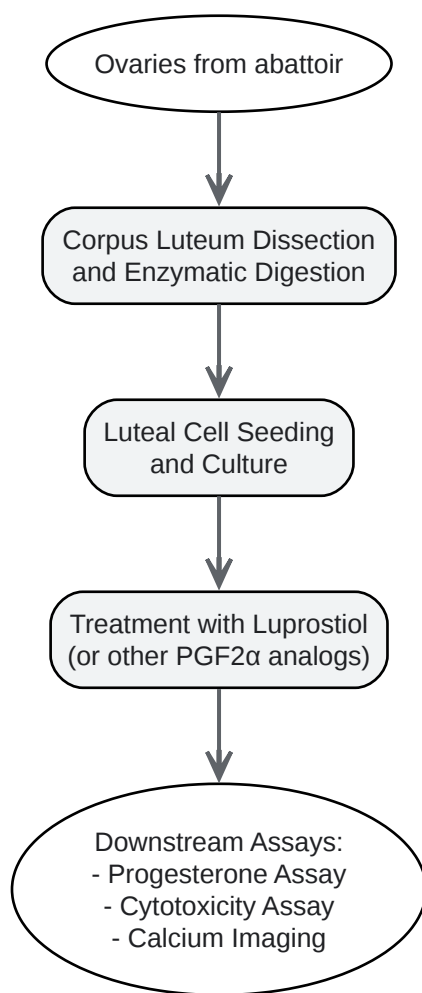 Ovaries from abattoir
Corpus Luteum Dissection
and Enzymatic Digestion
Luteal Cell Seeding
and Culture
Treatment with Luprostiol
(or other PGF2α analogs)
Downstream Assays:
- Progesterone Assay
- Cytotoxicity Assay
- Calcium Imaging